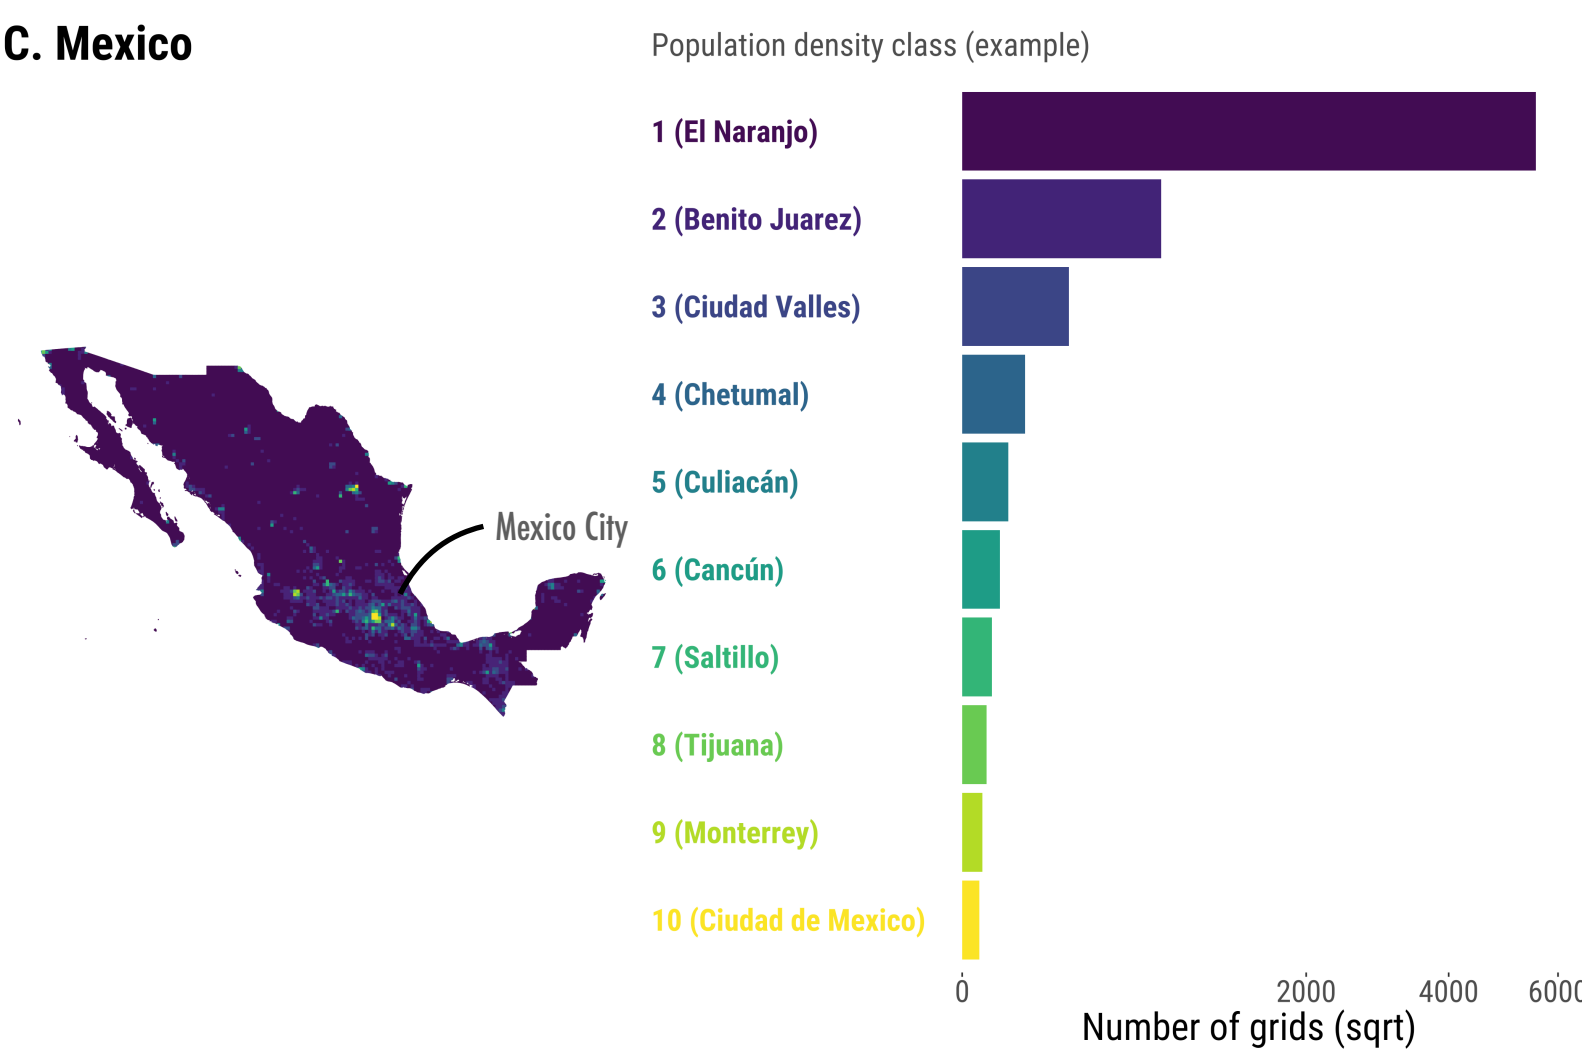 C. Mexico
Population density class (example)
1 (El Naranjo)
2 (Benito Juarez)
3 (Ciudad Valles)
4 (Chetumal)
5 (Culiacán)
Mexico City
6 (Cancún)
7 (Saltillo)
8 (Tijuana)
9 (Monterrey)
10 (Ciudad de Mexico)
0 2000 4000 6000
Number of grids (sqrt)